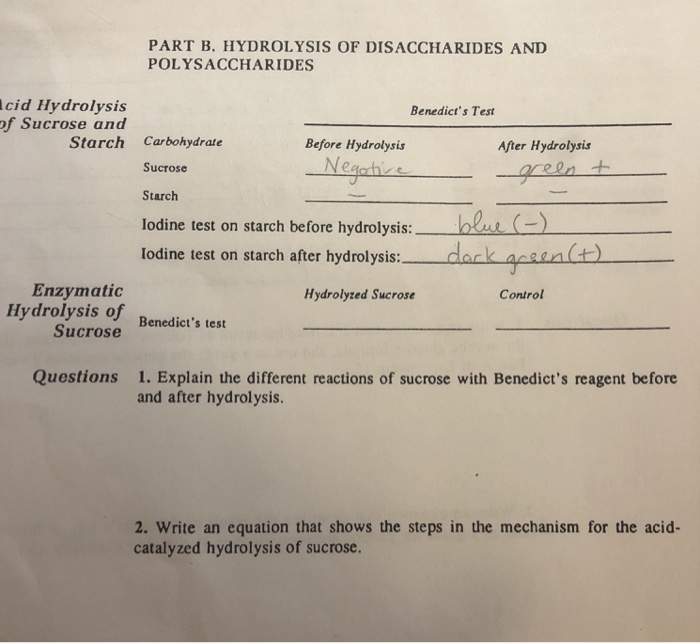 PART B. HYDROLYSIS OF DISACCHARIDES AND
POLYSACCHARIDES
cid Hydrolysis
of Sucrose and
Starch
Benedict's Test
Carbohydrate Before Hydrolysis After Hydrolysis
Sucrose Negative green +
Starch – –
Iodine test on starch before hydrolysis: blue (-)
Iodine test on starch after hydrolysis: dark green (+)
Enzymatic
Hydrolysis of
Sucrose
Hydrolyzed Sucrose Control
Benedict's test
Questions 1. Explain the different reactions of sucrose with Benedict's reagent before
and after hydrolysis.
2. Write an equation that shows the steps in the mechanism for the acid-
catalyzed hydrolysis of sucrose.